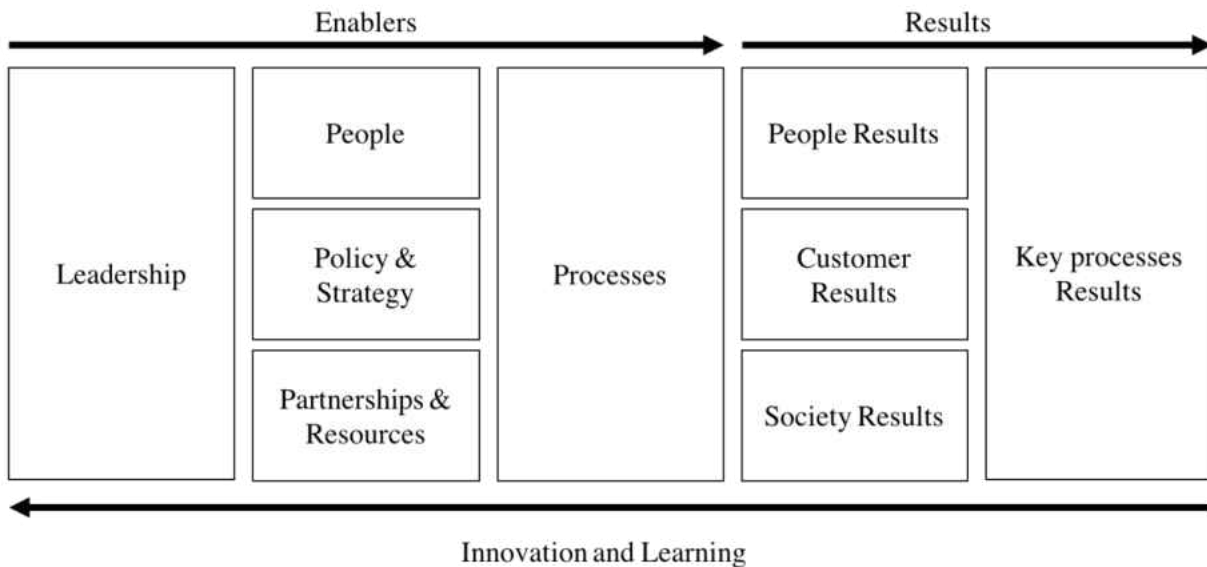 Enablers
Results
Leadership
People
Policy &
Strategy
Partnerships &
Resources
Processes
People Results
Customer
Results
Society Results
Key processes
Results
Innovation and Learning